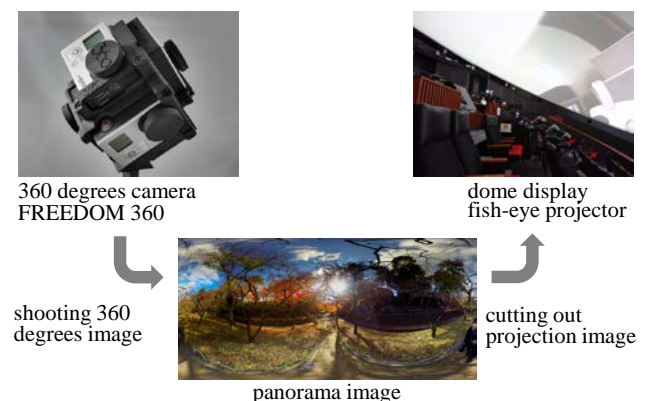 360 degrees camera
FREEDOM 360
dome display
fish-eye projector
shooting 360
degrees image
cutting out
projection image
panorama image